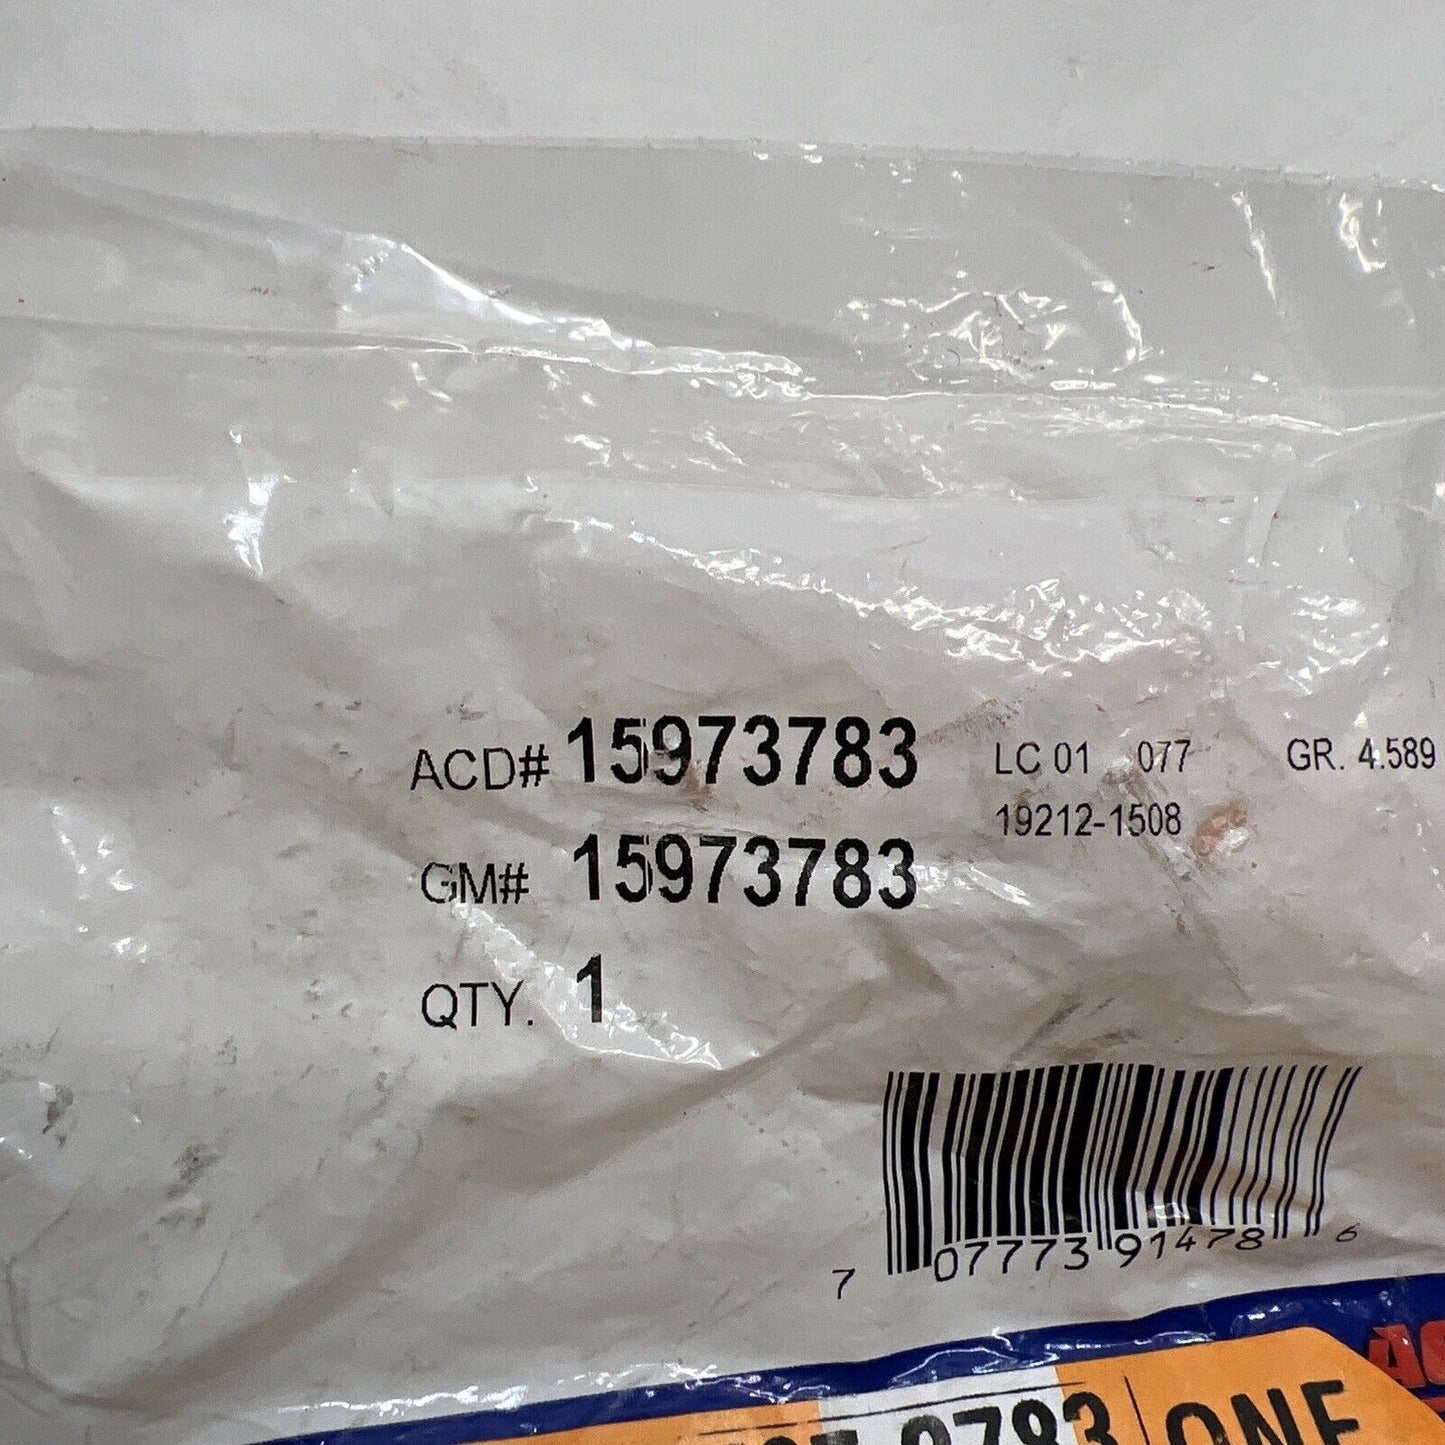 ACD# 15973783 LC 01 077 GR. 4.589
19212-1508
GM# 15973783
QTY. 1
7 07773 91478 6
ONE